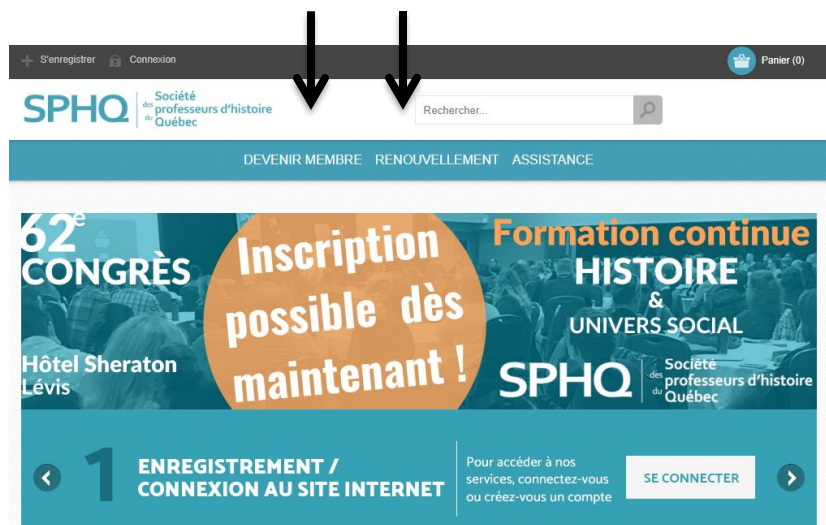 S'enregistrer
Connexion
Panier (0)
SPHQ
Société
des professeurs d'histoire
du Québec
Rechercher...
DEVENIR MEMBRE RENOUVELLEMENT ASSISTANCE
62e
CONGRÈS
Hôtel Sheraton
Lévis
Inscription
possible dès
maintenant !
Formation continue
HISTOIRE
&
UNIVERS SOCIAL
SPHQ
Société
des professeurs d'histoire
du Québec
1
ENREGISTREMENT /
CONNEXION AU SITE INTERNET
Pour accéder à nos
services, connectez-vous
ou créez-vous un compte
SE CONNECTER